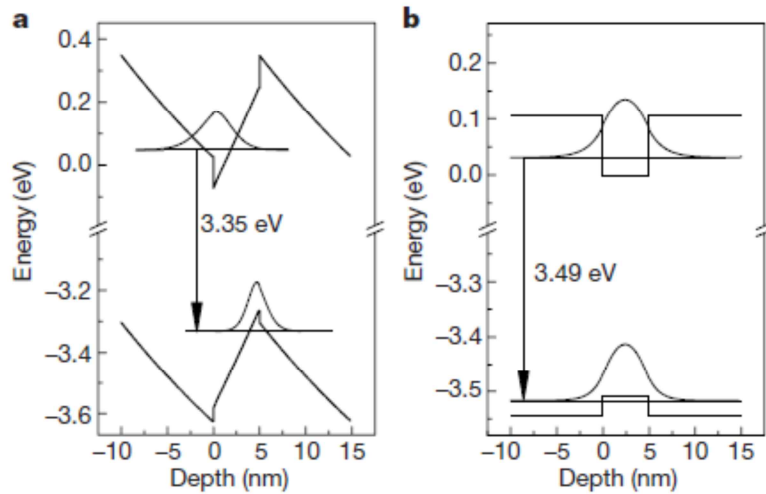 a
0.4
0.2
0.0
3.35 eV
−3.2
−3.4
−3.6
−10 −5 0 5 10 15
Depth (nm)
Energy (eV)
b
0.2
0.1
0.0
3.49 eV
−3.3
−3.4
−3.5
−10 −5 0 5 10 15
Depth (nm)
Energy (eV)